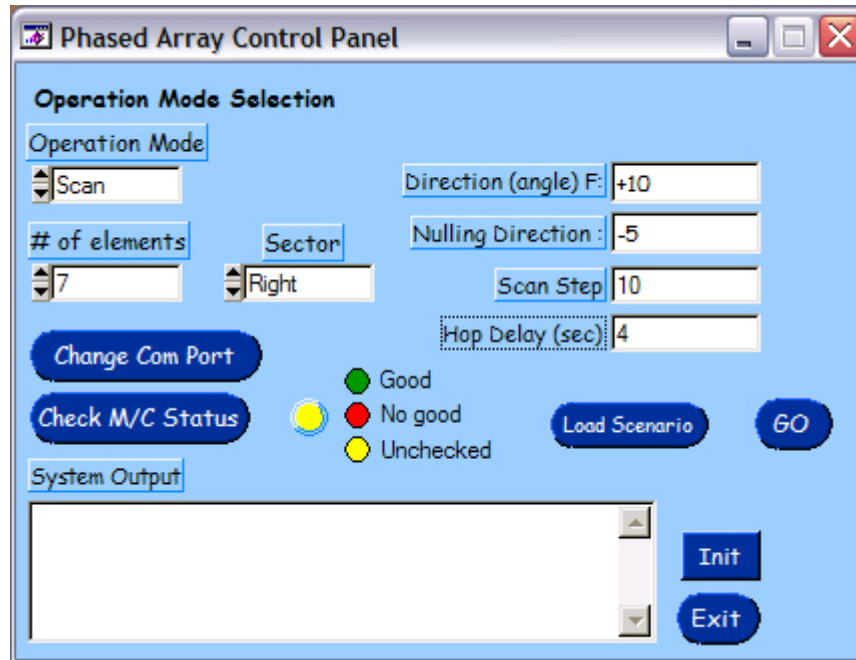 Phased Array Control Panel
Operation Mode Selection
Operation Mode
Scan
Direction (angle) F: +10
# of elements
Sector
Nulling Direction : -5
7
Right
Scan Step 10
Hop Delay (sec) 4
Change Com Port
Check M/C Status
Good
No good
Unchecked
Load Scenario
GO
System Output
Init
Exit